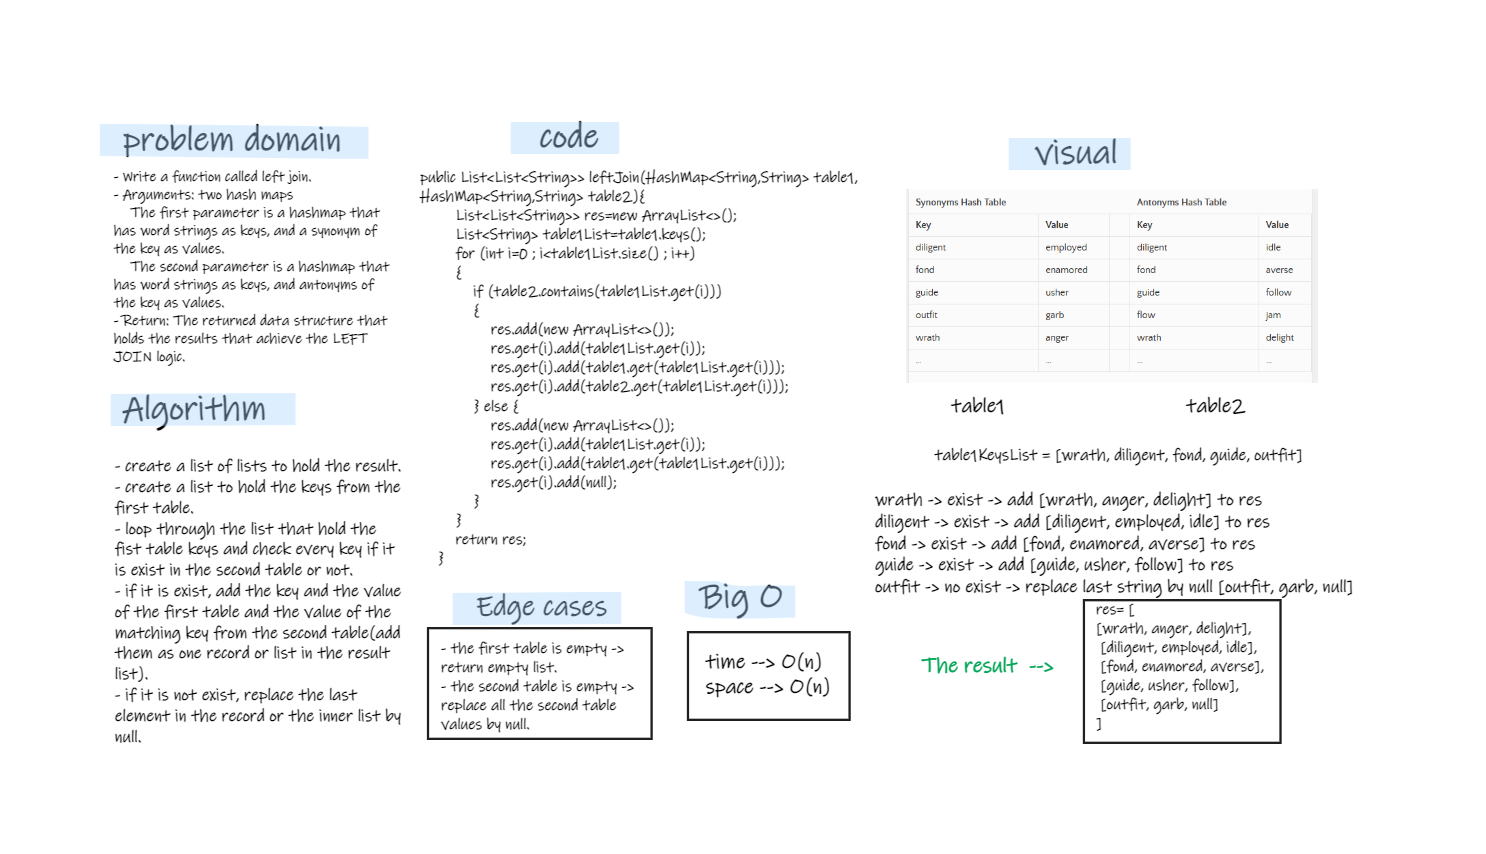 problem domain
- Write a function called left join.
- Arguments: two hash maps
The first parameter is a hashmap that
has word strings as keys, and a synonym of
the key as values.
The second parameter is a hashmap that
has word strings as keys, and antonyms of
the key as values.
- Return: The returned data structure that
holds the results that achieve the LEFT
JOIN logic.
Algorithm
- create a list of lists to hold the result.
- create a list to hold the keys from the
first table.
- loop through the list that hold the
fist table keys and check every key if it
is exist in the second table or not.
- if it is exist, add the key and the value
of the first table and the value of the
matching key from the second table(add
them as one record or list in the result
list).
- if it is not exist, replace the last
element in the record or the inner list by
null.
code
public List<List<String>> leftJoin(HashMap<String,String> table1,
HashMap<String,String> table2){
List<List<String>> res=new ArrayList<>();
List<String> table1List=table1.keys();
for (int i=0 ; i<table1List.size() ; i++)
{
if (table2.contains(table1List.get(i)))
{
res.add(new ArrayList<>());
res.get(i).add(table1List.get(i));
res.get(i).add(table1.get(table1List.get(i)));
res.get(i).add(table2.get(table1List.get(i)));
} else {
res.add(new ArrayList<>());
res.get(i).add(table1List.get(i));
res.get(i).add(table1.get(table1List.get(i)));
res.get(i).add(null);
}
}
return res;
}
Edge cases
- the first table is empty ->
return empty list.
- the second table is empty ->
replace all the second table
values by null.
Big O
time --> O(n)
space --> O(n)
visual
Synonyms Hash Table Antonyms Hash Table
Key Value Key Value
diligent employed diligent idle
fond enamored fond averse
guide usher guide follow
outfit garb flow jam
wrath anger wrath delight
... ... ... ...
table1 table2
table1KeysList = [wrath, diligent, fond, guide, outfit]
wrath -> exist -> add [wrath, anger, delight] to res
diligent -> exist -> add [diligent, employed, idle] to res
fond -> exist -> add [fond, enamored, averse] to res
guide -> exist -> add [guide, usher, follow] to res
outfit -> no exist -> replace last string by null [outfit, garb, null]
The result -->
res= [
[wrath, anger, delight],
[diligent, employed, idle],
[fond, enamored, averse],
[guide, usher, follow],
[outfit, garb, null]
]